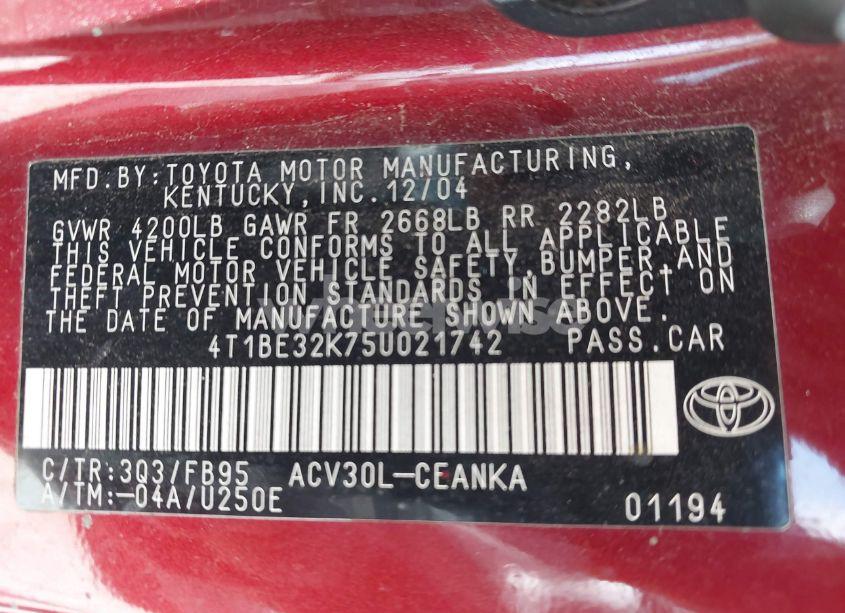 MFD.BY:TOYOTA MOTOR MANUFACTURING,
KENTUCKY, INC.12/04
GVWR 4200LB GAWR FR 2668LB RR 2282LB
THIS VEHICLE CONFORMS TO ALL APPLICABLE
FEDERAL MOTOR VEHICLE SAFETY,BUMPER,AND
THEFT PREVENTION STANDARDS IN EFFECT ON
THE DATE OF MANUFACTURE SHOWN ABOVE.
4T1BE32K75U021742 PASS.CAR
C/TR:3Q3/FB95 ACV30L-CEANKA
A/TM:-04A/U250E 01194